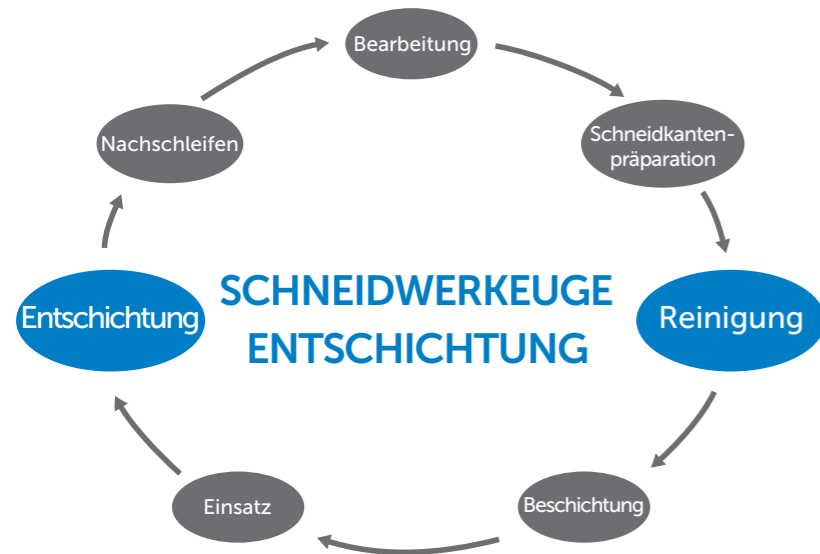 Bearbeitung
Schneidkanten-
präparation
Nachschleifen
SCHNEIDWERKEUGE
ENTSCHICHTUNG
Entschichtung
Reinigung
Einsatz
Beschichtung